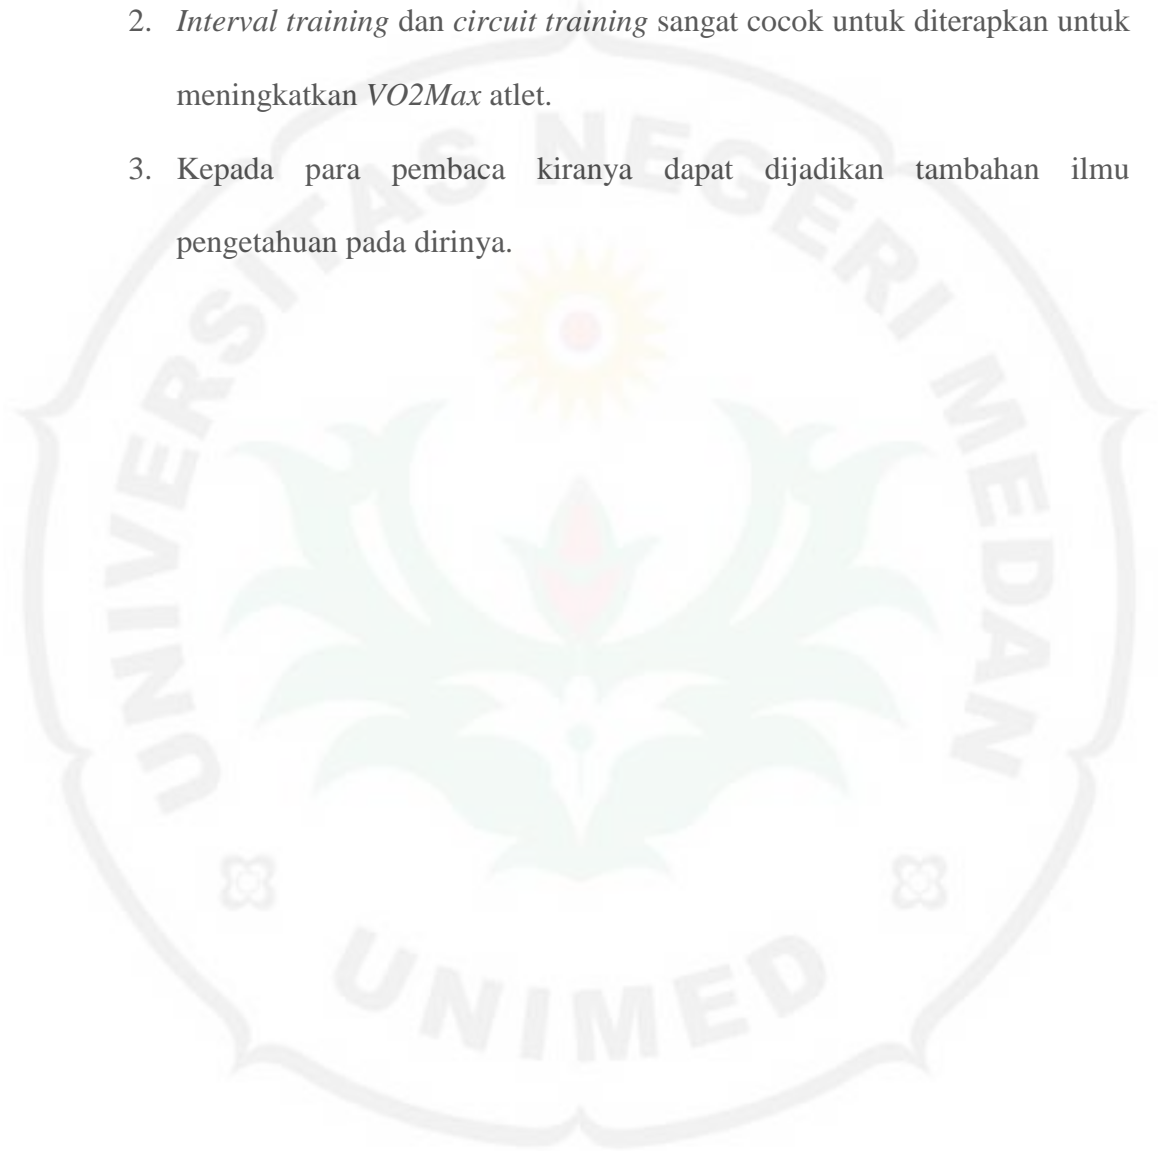 2. Interval training dan circuit training sangat cocok untuk diterapkan untuk
meningkatkan VO2Max atlet.
3. Kepada para pembaca kiranya dapat dijadikan tambahan ilmu
pengetahuan pada dirinya.
UNIVERSITAS NEGERI MEDAN
UNIMED